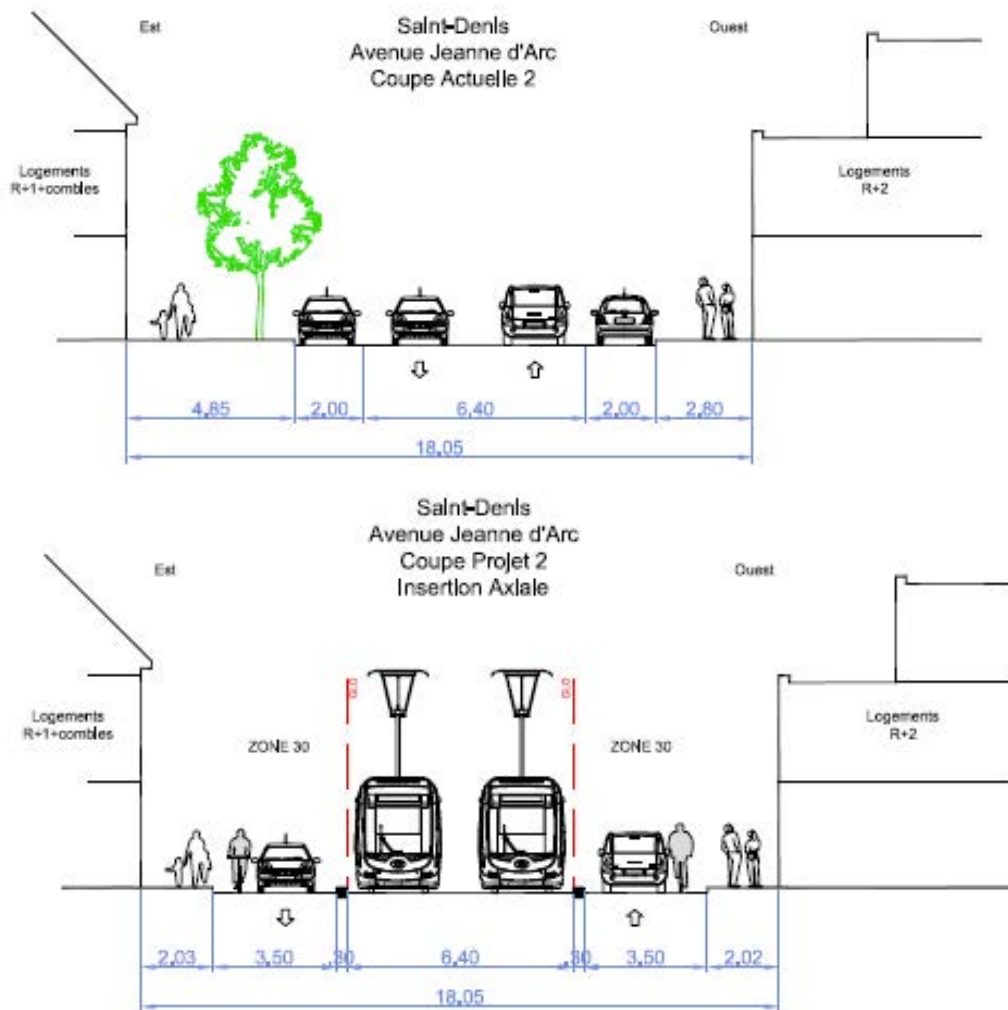 Est
Saint-Denis
Avenue Jeanne d'Arc
Coupe Actuelle 2
Ouest
Logements
R+1+combles
Logements
R+2
4,85
2,00
6,40
2,00
2,80
18,05
Saint-Denis
Avenue Jeanne d'Arc
Coupe Projet 2
Insertion Axiale
Est
Ouest
Logements
R+1+combles
ZONE 30
ZONE 30
Logements
R+2
2,03
3,50
,30
6,40
,30
3,50
2,02
18,05